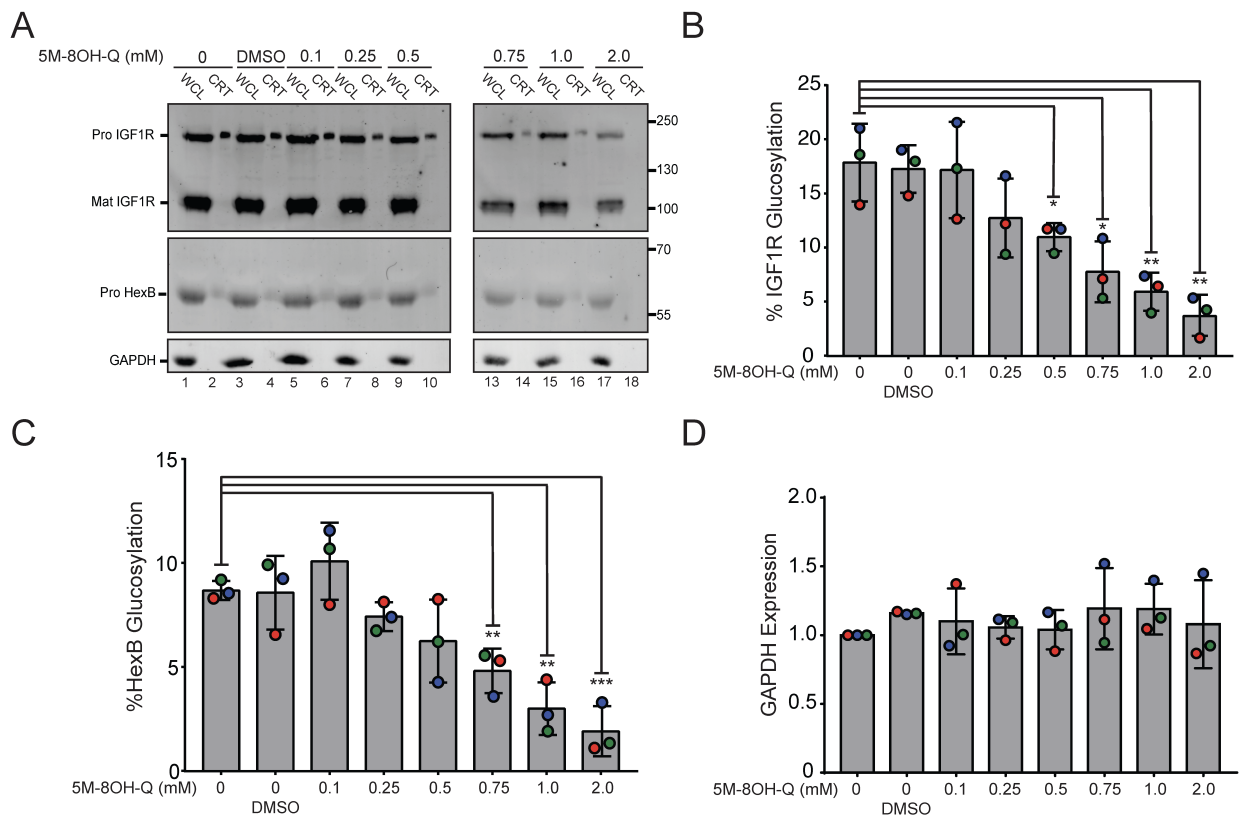 A
5M-8OH-Q (mM) 0 DMSO 0.1 0.25 0.5 0.75 1.0 2.0
WCL CRT WCL CRT WCL CRT WCL CRT WCL CRT WCL CRT WCL CRT WCL CRT
Pro IGF1R
Mat IGF1R
Pro HexB
GAPDH
250
130
100
70
55
1 2 3 4 5 6 7 8 9 10 13 14 15 16 17 18
B
% IGF1R Glucosylation
25
20
15
10
5
0
*
*
**
**
5M-8OH-Q (mM) 0 0 0.1 0.25 0.5 0.75 1.0 2.0
DMSO
C
%HexB Glucosylation
15
10
5
0
**
**
***
5M-8OH-Q (mM) 0 0 0.1 0.25 0.5 0.75 1.0 2.0
DMSO
D
GAPDH Expression
2.0
1.5
1.0
0.5
0
5M-8OH-Q (mM) 0 0 0.1 0.25 0.5 0.75 1.0 2.0
DMSO